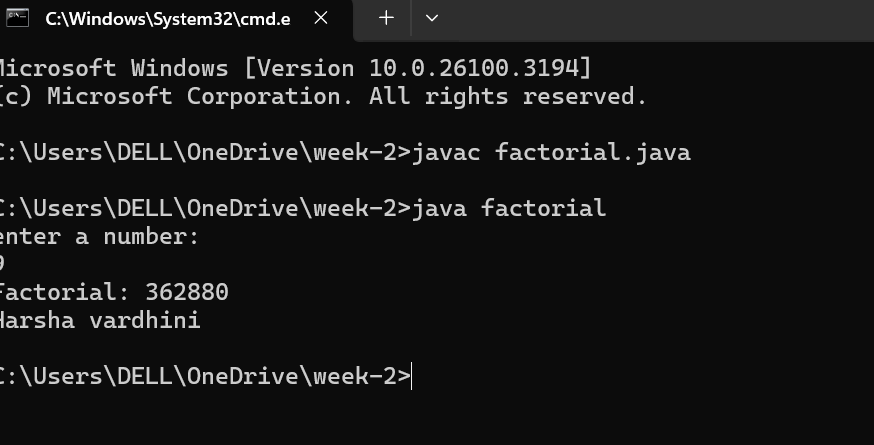 C:\Windows\System32\cmd.e
Microsoft Windows [Version 10.0.26100.3194]
(c) Microsoft Corporation. All rights reserved.
C:\Users\DELL\OneDrive\week-2>javac factorial.java
C:\Users\DELL\OneDrive\week-2>java factorial
enter a number:
9
Factorial: 362880
Harsha vardhini
C:\Users\DELL\OneDrive\week-2>